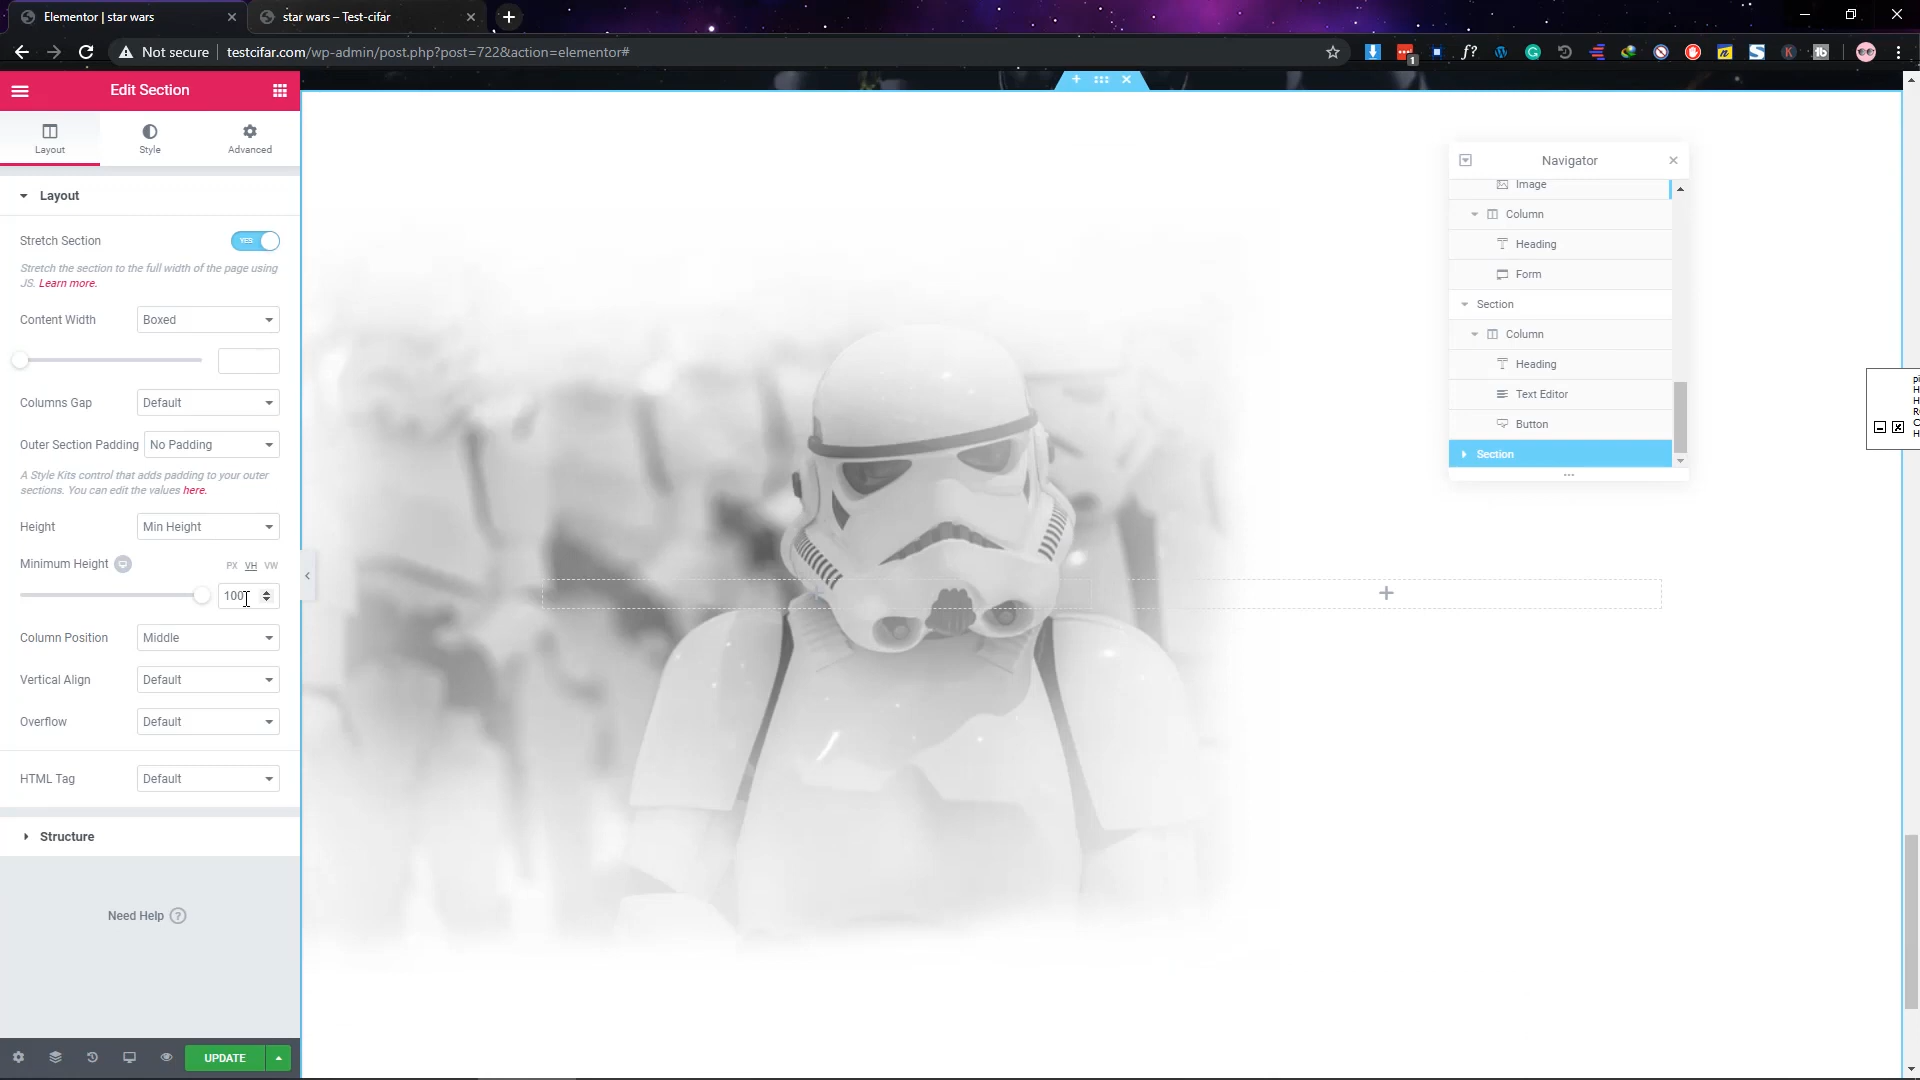 Elementor | star wars
star wars – Test-cifar
Not secure
testcifar.com/wp-admin/post.php?post=722&action=elementor#
1
Edit Section
Layout
Style
Advanced
Layout
Stretch Section
YES
Stretch the section to the full width of the page using
JS. Learn more.
Content Width
Boxed
Columns Gap
Default
Outer Section Padding
No Padding
A Style Kits control that adds padding to your outer
sections. You can edit the values here.
Height
Min Height
Minimum Height
PX
VH
VW
100
Column Position
Middle
Vertical Align
Default
Overflow
Default
HTML Tag
Default
Structure
Need Help
UPDATE
Navigator
Image
Column
Heading
Form
Section
Column
Heading
Text Editor
Button
Section